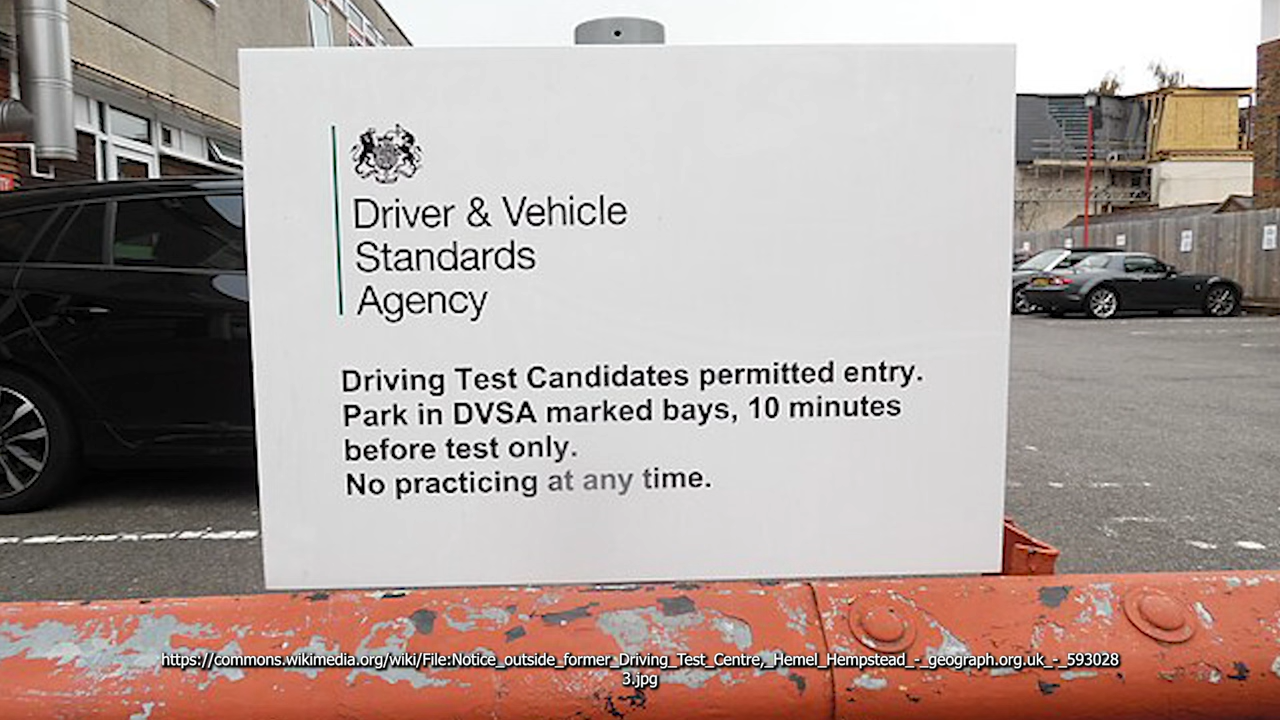 Driver & Vehicle
Standards
Agency
Driving Test Candidates permitted entry.
Park in DVSA marked bays, 10 minutes
before test only.
No practicing at any time.
https://commons.wikimedia.org/wiki/File:Notice_outside_former_Driving_Test_Centre,_Hemel_Hempstead_-_geograph.org.uk_-_593028
3.jpg